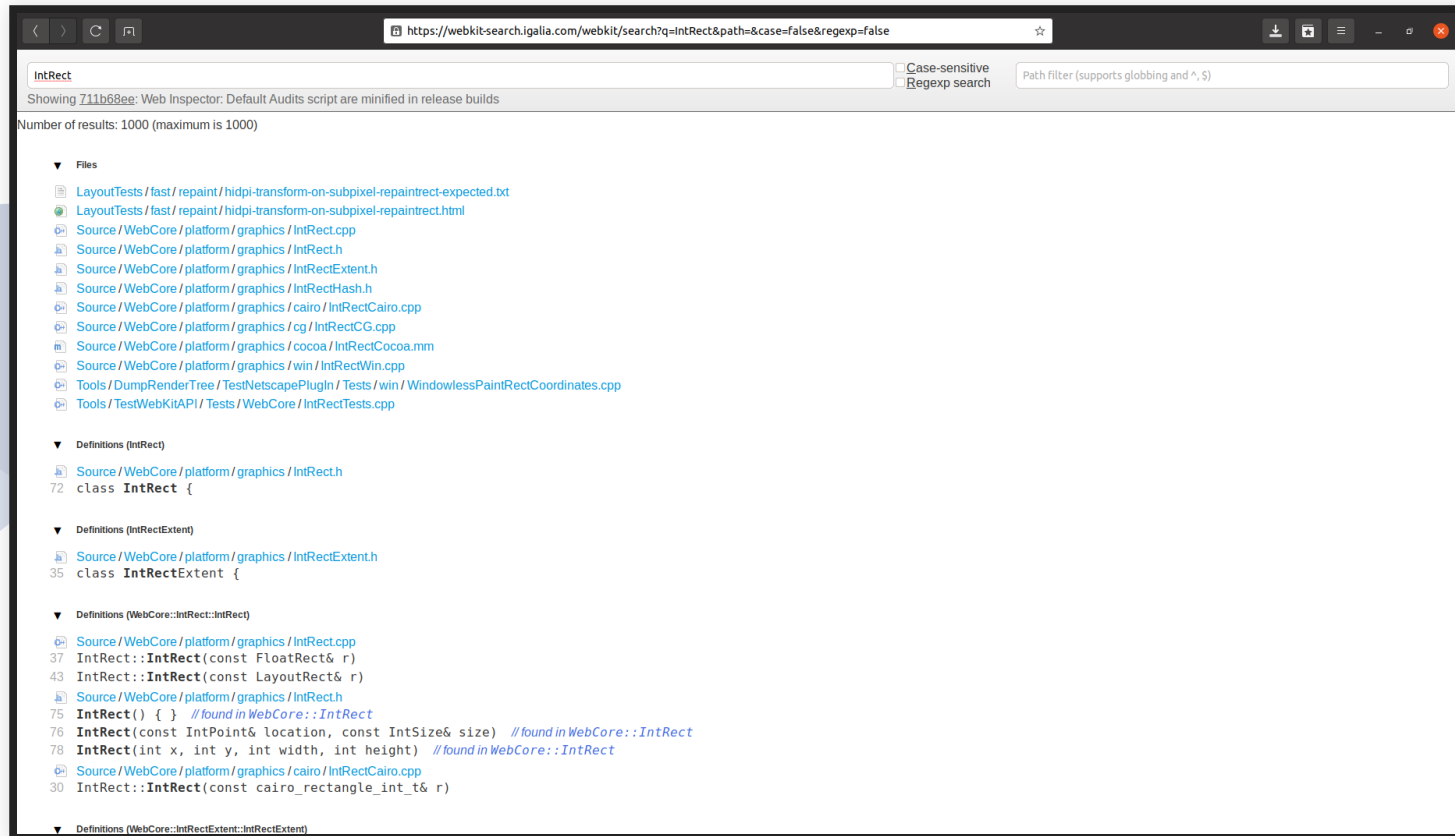 https://webkit-search.igalia.com/webkit/search?q=IntRect&path=&case=false&regexp=false
IntRect
Case-sensitive
Regexp search
Path filter (supports globbing and ^, $)
Showing 711b68ee: Web Inspector: Default Audits script are minified in release builds
Number of results: 1000 (maximum is 1000)
▼ Files
LayoutTests/fast/repaint/hidpi-transform-on-subpixel-repaintrect-expected.txt
LayoutTests/fast/repaint/hidpi-transform-on-subpixel-repaintrect.html
Source/WebCore/platform/graphics/IntRect.cpp
Source/WebCore/platform/graphics/IntRect.h
Source/WebCore/platform/graphics/IntRectExtent.h
Source/WebCore/platform/graphics/IntRectHash.h
Source/WebCore/platform/graphics/cairo/IntRectCairo.cpp
Source/WebCore/platform/graphics/cg/IntRectCG.cpp
Source/WebCore/platform/graphics/cocoa/IntRectCocoa.mm
Source/WebCore/platform/graphics/win/IntRectWin.cpp
Tools/DumpRenderTree/TestNetscapePlugIn/Tests/win/WindowlessPaintRectCoordinates.cpp
Tools/TestWebKitAPI/Tests/WebCore/IntRectTests.cpp
▼ Definitions (IntRect)
Source/WebCore/platform/graphics/IntRect.h
72 class IntRect {
▼ Definitions (IntRectExtent)
Source/WebCore/platform/graphics/IntRectExtent.h
35 class IntRectExtent {
▼ Definitions (WebCore::IntRect::IntRect)
Source/WebCore/platform/graphics/IntRect.cpp
37 IntRect::IntRect(const FloatRect& r)
43 IntRect::IntRect(const LayoutRect& r)
Source/WebCore/platform/graphics/IntRect.h
75 IntRect() { } // found in WebCore::IntRect
76 IntRect(const IntPoint& location, const IntSize& size) // found in WebCore::IntRect
78 IntRect(int x, int y, int width, int height) // found in WebCore::IntRect
Source/WebCore/platform/graphics/cairo/IntRectCairo.cpp
30 IntRect::IntRect(const cairo_rectangle_int_t& r)
▼ Definitions (WebCore::IntRectExtent::IntRectExtent)